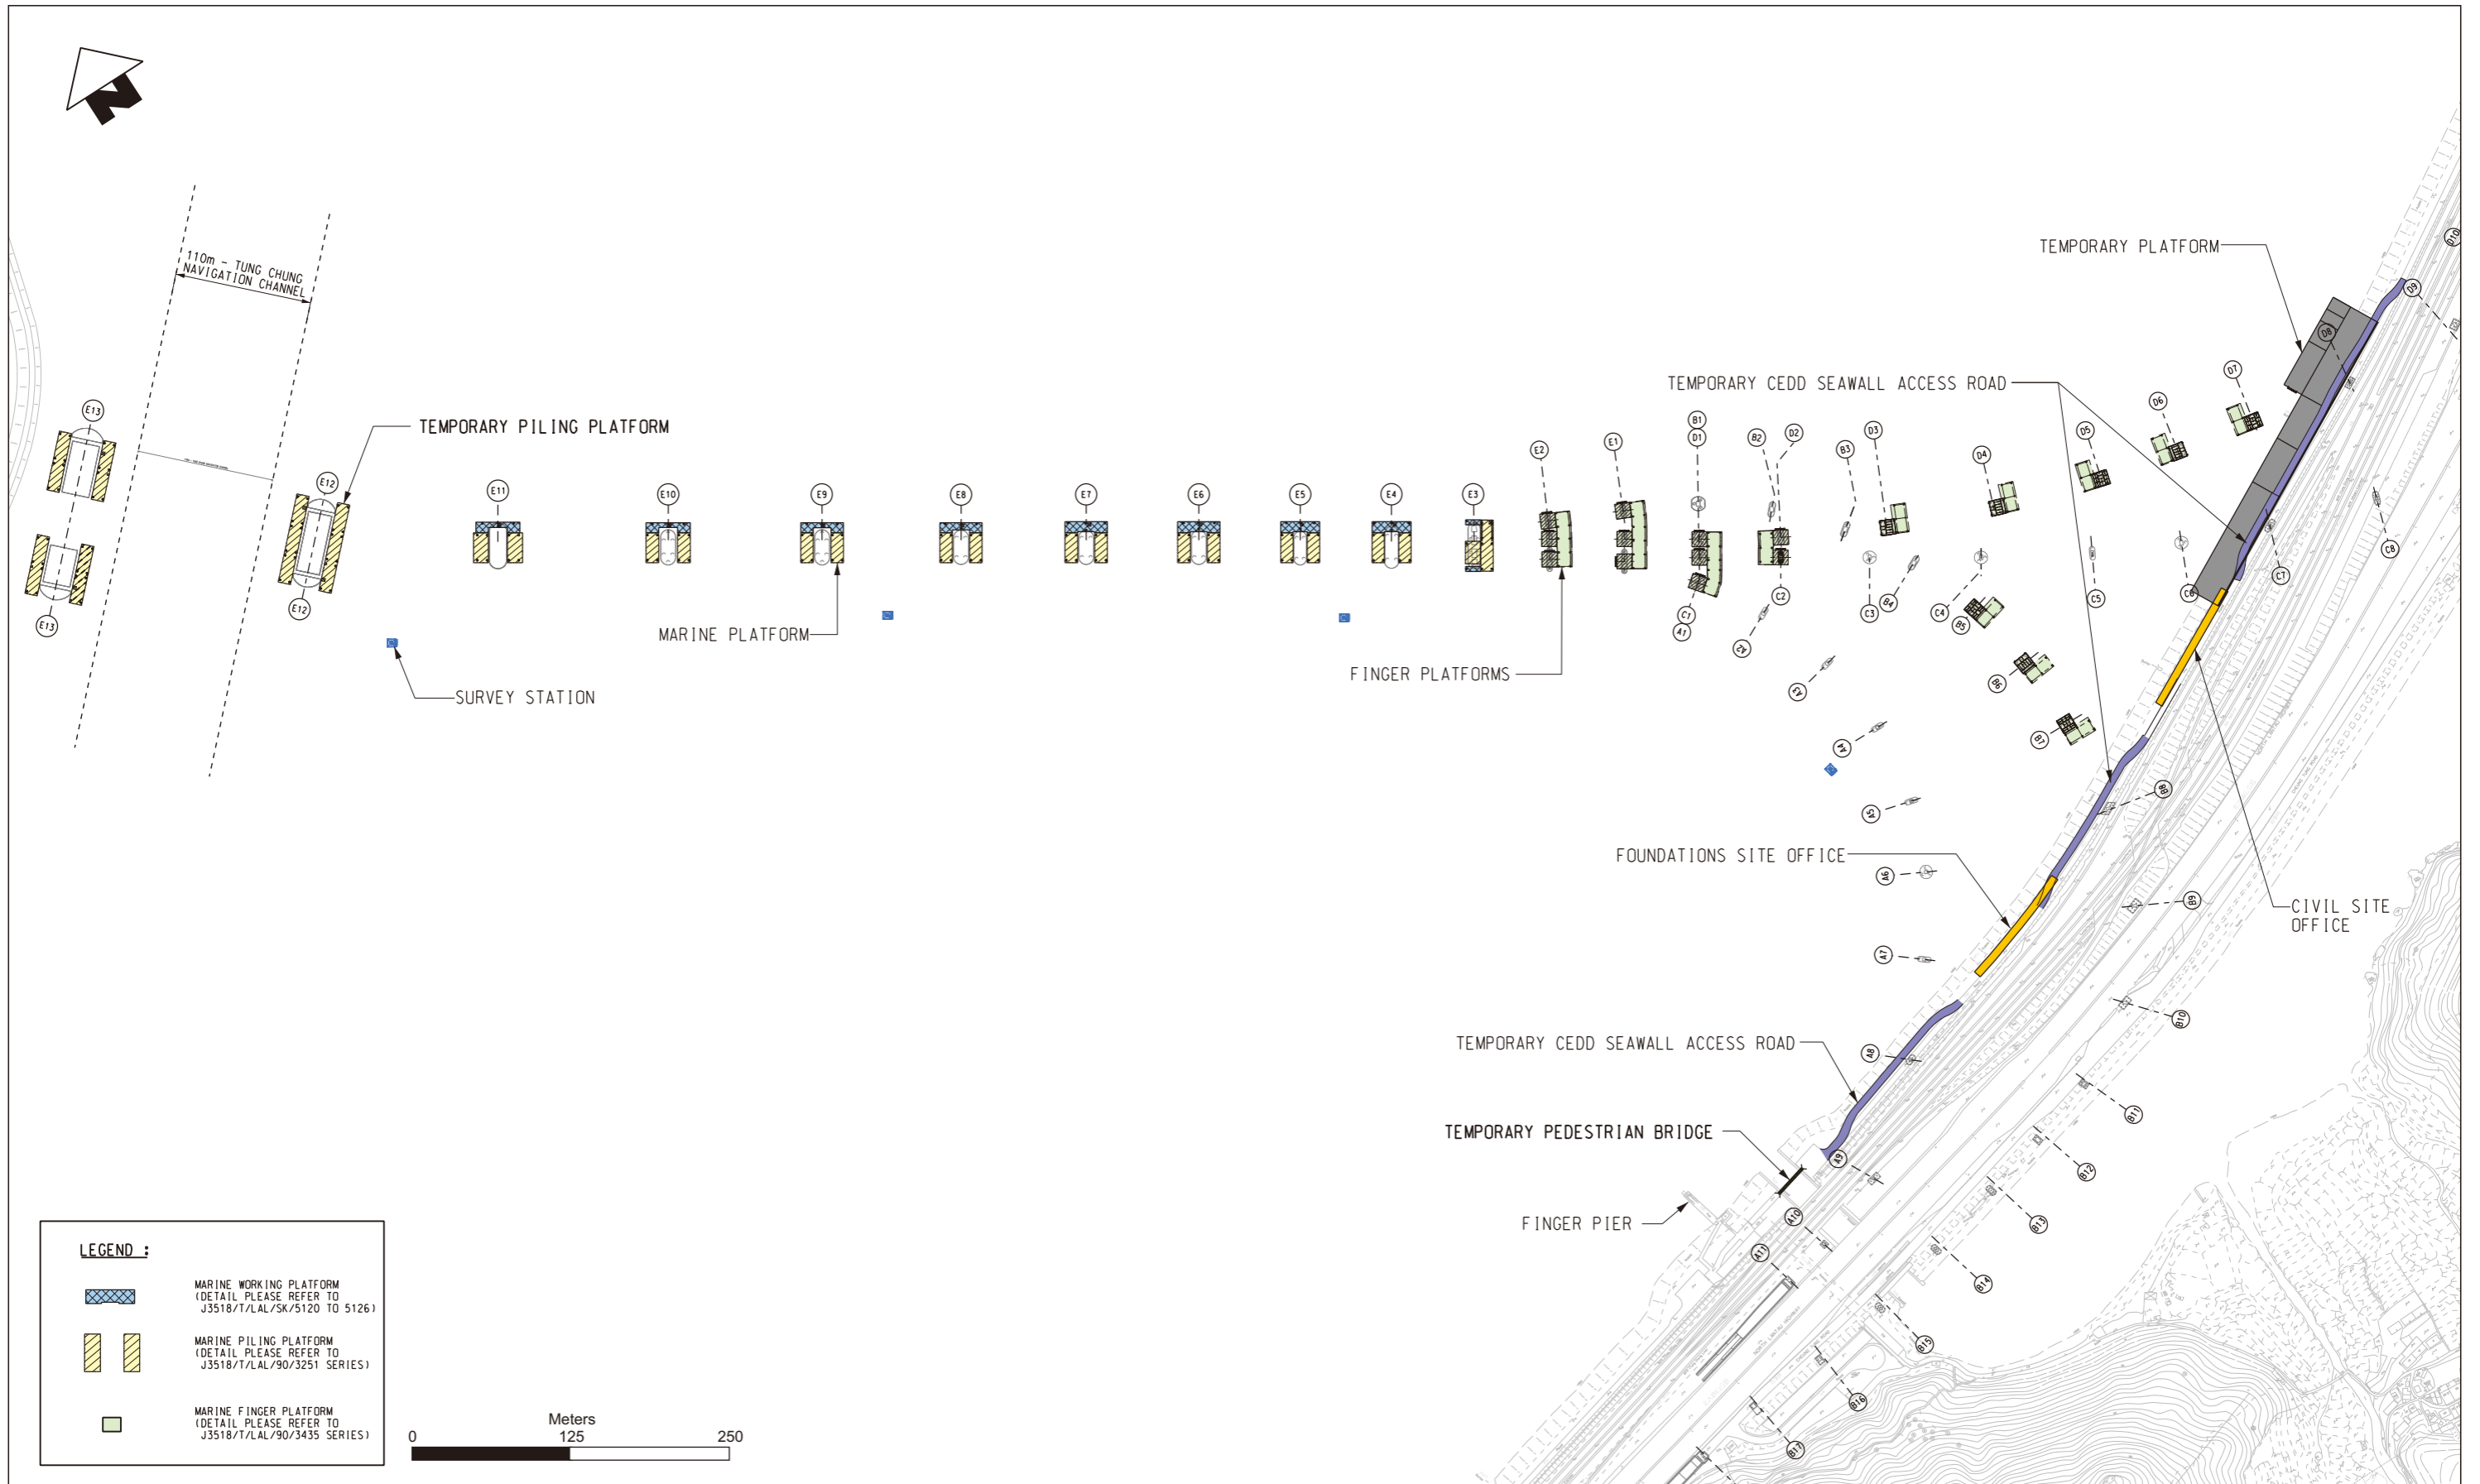 N
110m - TUNG CHUNG
NAVIGATION CHANNEL
TEMPORARY PLATFORM
D10
D9
D8
D7
D6
D5
D4
D3
TEMPORARY CEDD SEAWALL ACCESS ROAD
E13
TEMPORARY PILING PLATFORM
B1
D1
B2
D2
B3
E2
E1
E12
E11
E10
E9
E8
E7
E6
E5
E4
E3
C8
C7
C6
C5
C4
C3
C2
C1
A1
A2
B4
B5
E13
E12
MARINE PLATFORM
FINGER PLATFORMS
SURVEY STATION
A3
B6
B7
A4
B8
A5
FOUNDATIONS SITE OFFICE
A6
B9
CIVIL SITE
OFFICE
A7
B10
TEMPORARY CEDD SEAWALL ACCESS ROAD
A8
B11
TEMPORARY PEDESTRIAN BRIDGE
A9
B12
FINGER PIER
A10
B13
A11
B14
NORTH LANTAU HIGHWAY
B15
B16
B17
LEGEND :
MARINE WORKING PLATFORM
(DETAIL PLEASE REFER TO
J3518/T/LAL/SK/5120 TO 5126)
MARINE PILING PLATFORM
(DETAIL PLEASE REFER TO
J3518/T/LAL/90/3251 SERIES)
MARINE FINGER PLATFORM
(DETAIL PLEASE REFER TO
J3518/T/LAL/90/3435 SERIES)
Meters
0 125 250